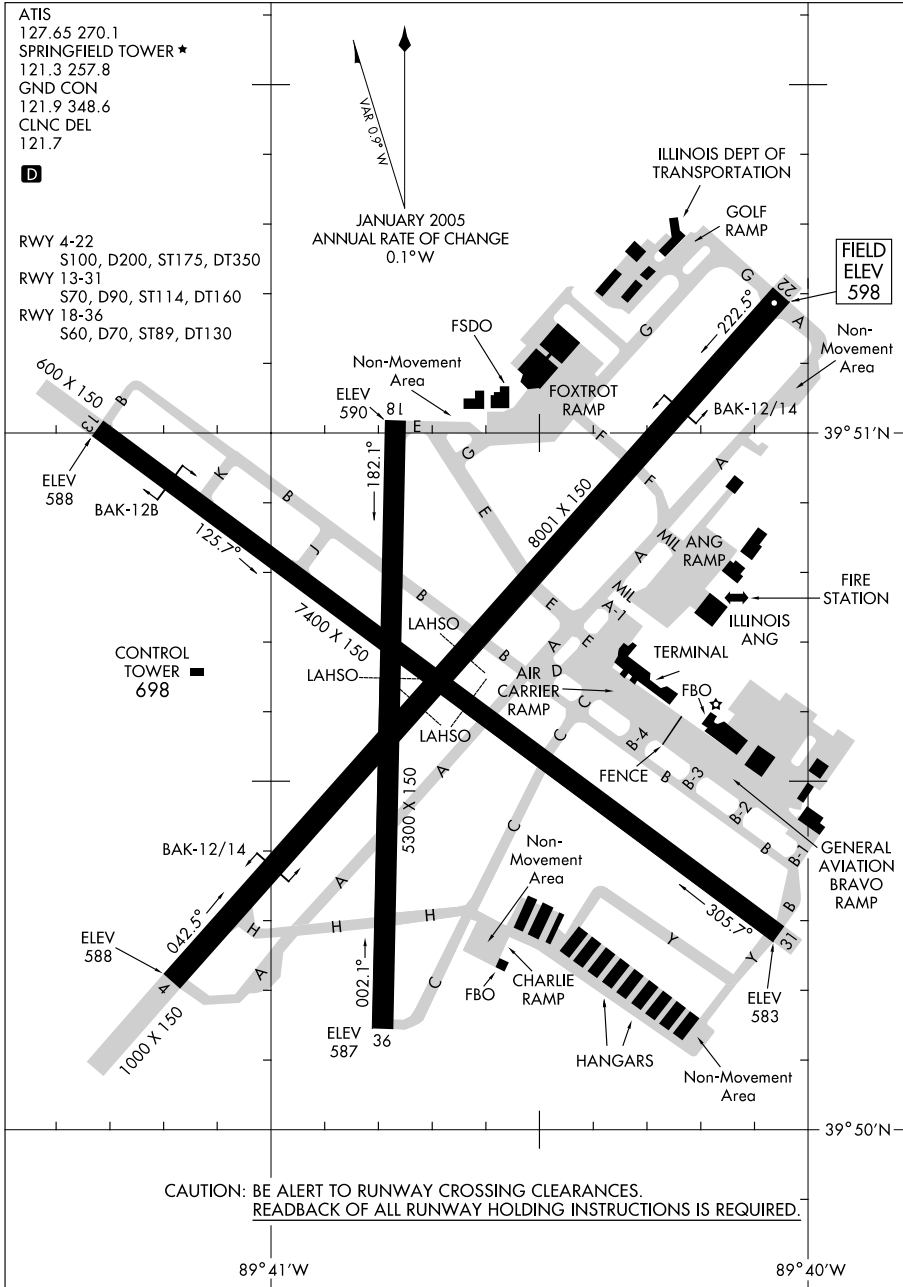 ATIS
127.65 270.1
SPRINGFIELD TOWER ★
121.3 257.8
GND CON
121.9 348.6
CLNC DEL
121.7
D
RWY 4-22
S100, D200, ST175, DT350
RWY 13-31
S70, D90, ST114, DT160
RWY 18-36
S60, D70, ST89, DT130
VAR 0.9° W
JANUARY 2005
ANNUAL RATE OF CHANGE
0.1° W
ILLINOIS DEPT OF
TRANSPORTATION
GOLF
RAMP
G
22
FIELD
ELEV
598
A
222.5°
Non-
Movement
Area
FSDO
G
Non-Movement
Area
FOXTROT
RAMP
600 X 150
B
13
ELEV
590
18
E
G
F
BAK-12/14
39°51'N
ELEV
588
BAK-12B
K
B
182.1°
E
F
A
125.7°
J
8001 X 150
A
MIL
ANG
RAMP
B
7400 X 150
LAHSO
E
E
MIL
A-1
FIRE
STATION
ILLINOIS
ANG
CONTROL
TOWER
698
LAHSO
B
A
D
AIR
CARRIER
RAMP
TERMINAL
FBO
C
C
LAHSO
B-4
FENCE
A
B
B-3
B-2
5300 X 150
C
B
B-1
BAK-12/14
Non-
Movement
Area
GENERAL
AVIATION
BRAVO
RAMP
A
042.5°
H
H
H
305.7°
B
31
Y
Y
ELEV
588
4
A
002.1°
C
CHARLIE
RAMP
FBO
ELEV
583
1000 X 150
ELEV
587
36
HANGARS
Non-Movement
Area
39°50'N
CAUTION: BE ALERT TO RUNWAY CROSSING CLEARANCES.
READBACK OF ALL RUNWAY HOLDING INSTRUCTIONS IS REQUIRED.
89°41'W
89°40'W